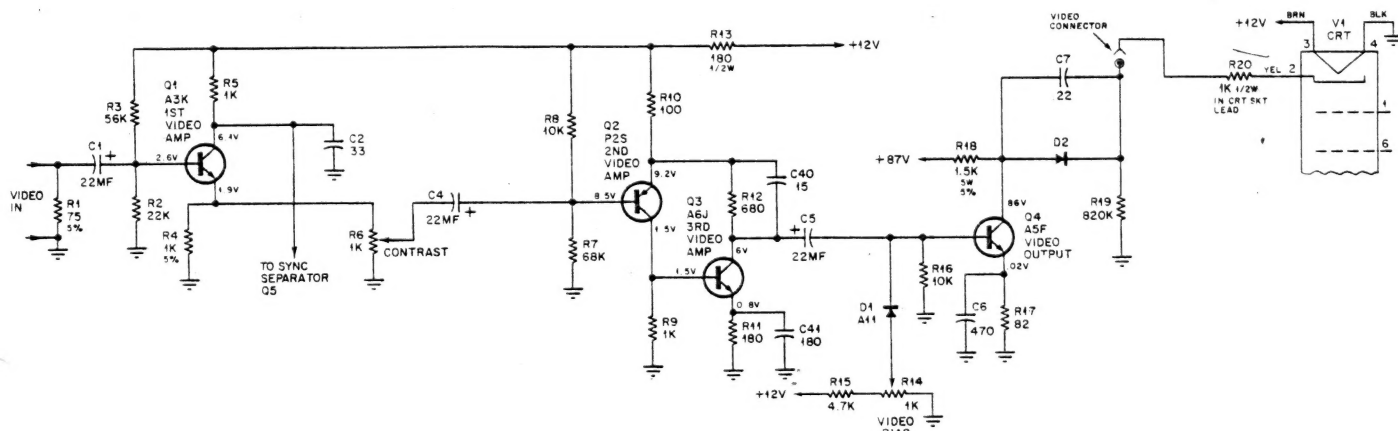 VIDEO
IN
R1
75
5%
C1
+
22MF
R3
56K
R2
22K
Q1
A3K
1ST
VIDEO
AMP
2.6V
R5
1K
6.4V
1.9V
C2
33
R4
1K
5%
TO SYNC
SEPARATOR
Q5
R6
1K
CONTRAST
C4
22MF
+
R8
10K
8.5V
R7
68K
R13
180
1/2W
+12V
R10
100
Q2
P2S
2ND
VIDEO
AMP
9.2V
1.5V
R9
1K
1.5V
Q3
A6J
3RD
VIDEO
AMP
R12
680
C40
15
6V
0.8V
R11
180
C41
180
+
C5
22MF
D1
A11
+12V
R15
4.7K
R14
1K
VIDEO
R16
10K
+87V
R18
1.5K
5W
5%
86V
Q4
A5F
VIDEO
OUTPUT
.02V
C6
470
R17
82
C7
22
D2
R19
820K
VIDEO
CONNECTOR
R20
1K 1/2W
IN CRT SKT
LEAD
YEL
2
+12V
BRN
3
V1
CRT
BLK
4
1
6